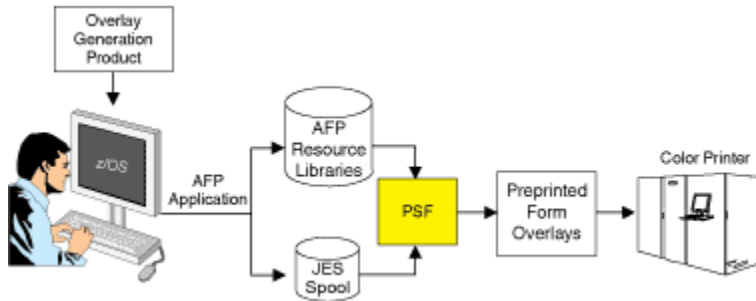 Overlay
Generation
Product
z/OS
AFP
Application
AFP
Resource
Libraries
JES
Spool
PSF
Preprinted
Form
Overlays
Color Printer